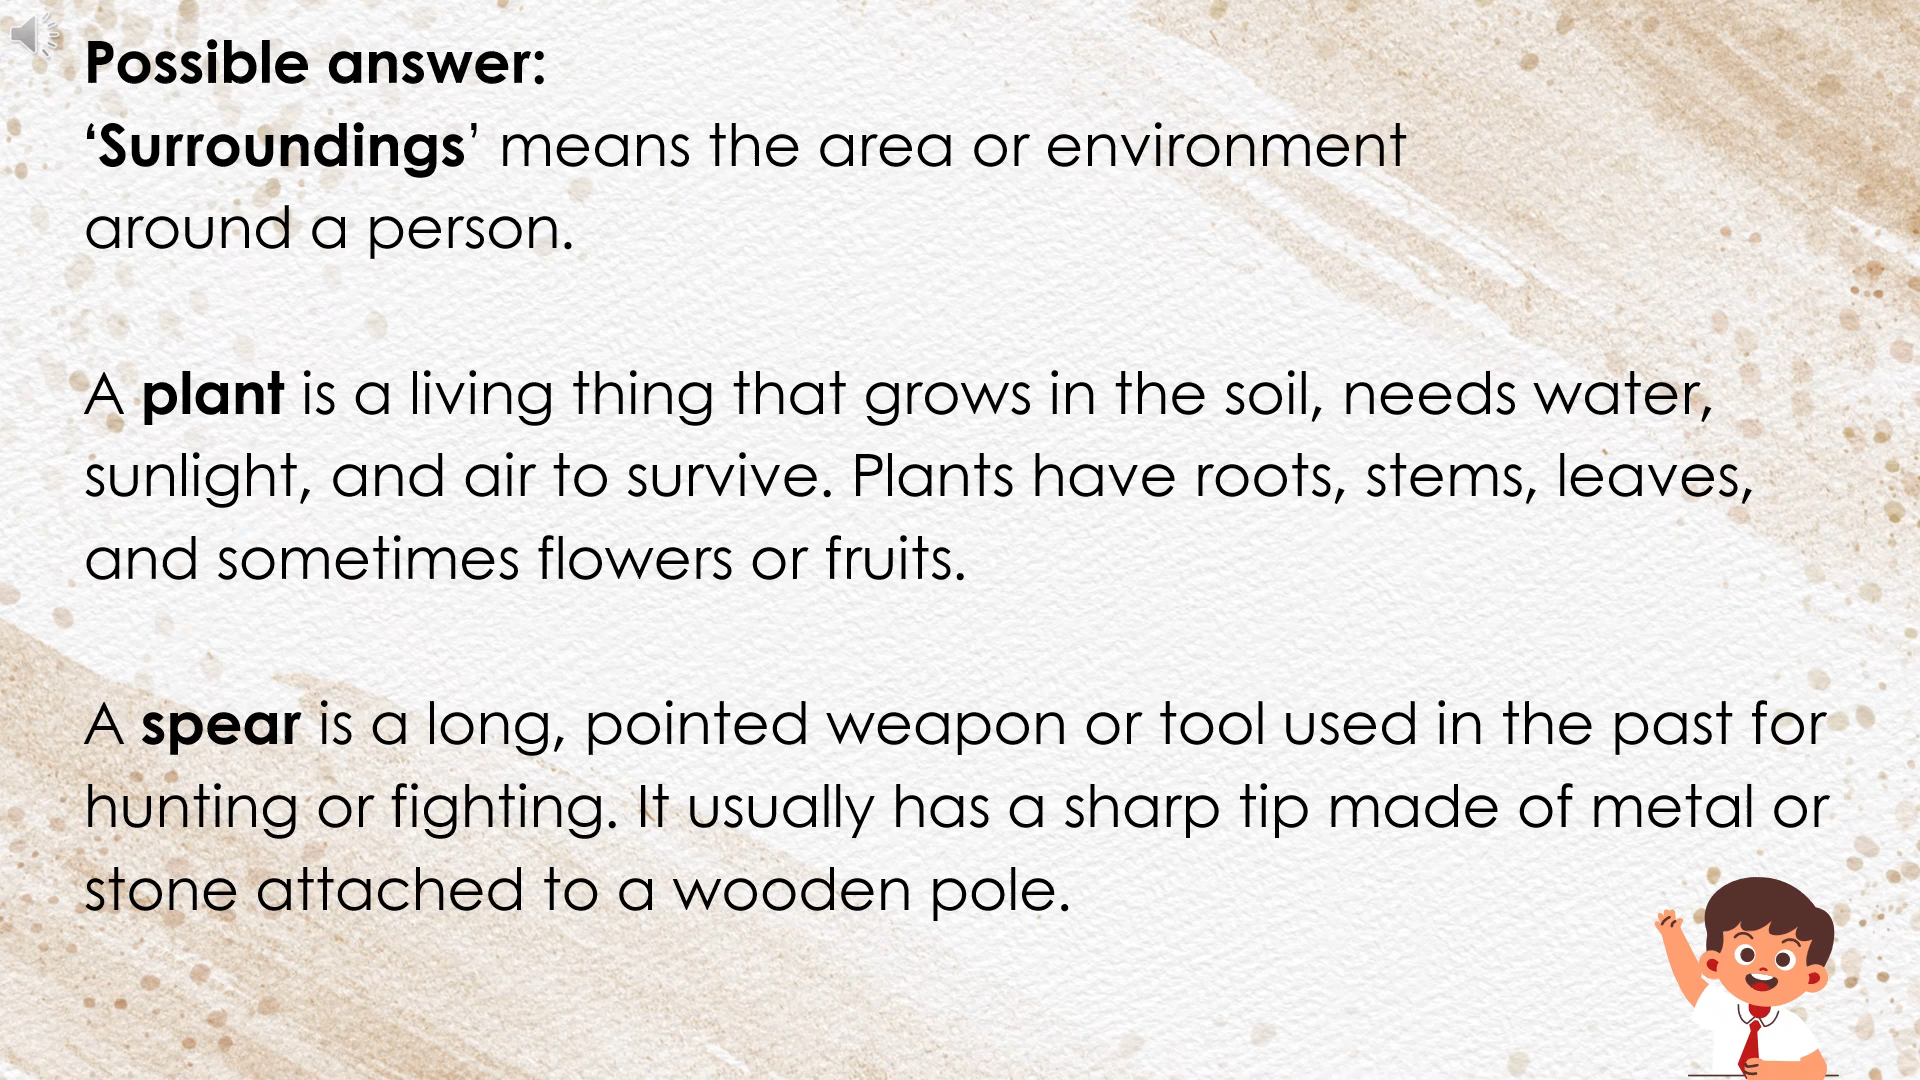 Possible answer:
‘Surroundings’ means the area or environment
around a person.
A plant is a living thing that grows in the soil, needs water,
sunlight, and air to survive. Plants have roots, stems, leaves,
and sometimes flowers or fruits.
A spear is a long, pointed weapon or tool used in the past for
hunting or fighting. It usually has a sharp tip made of metal or
stone attached to a wooden pole.